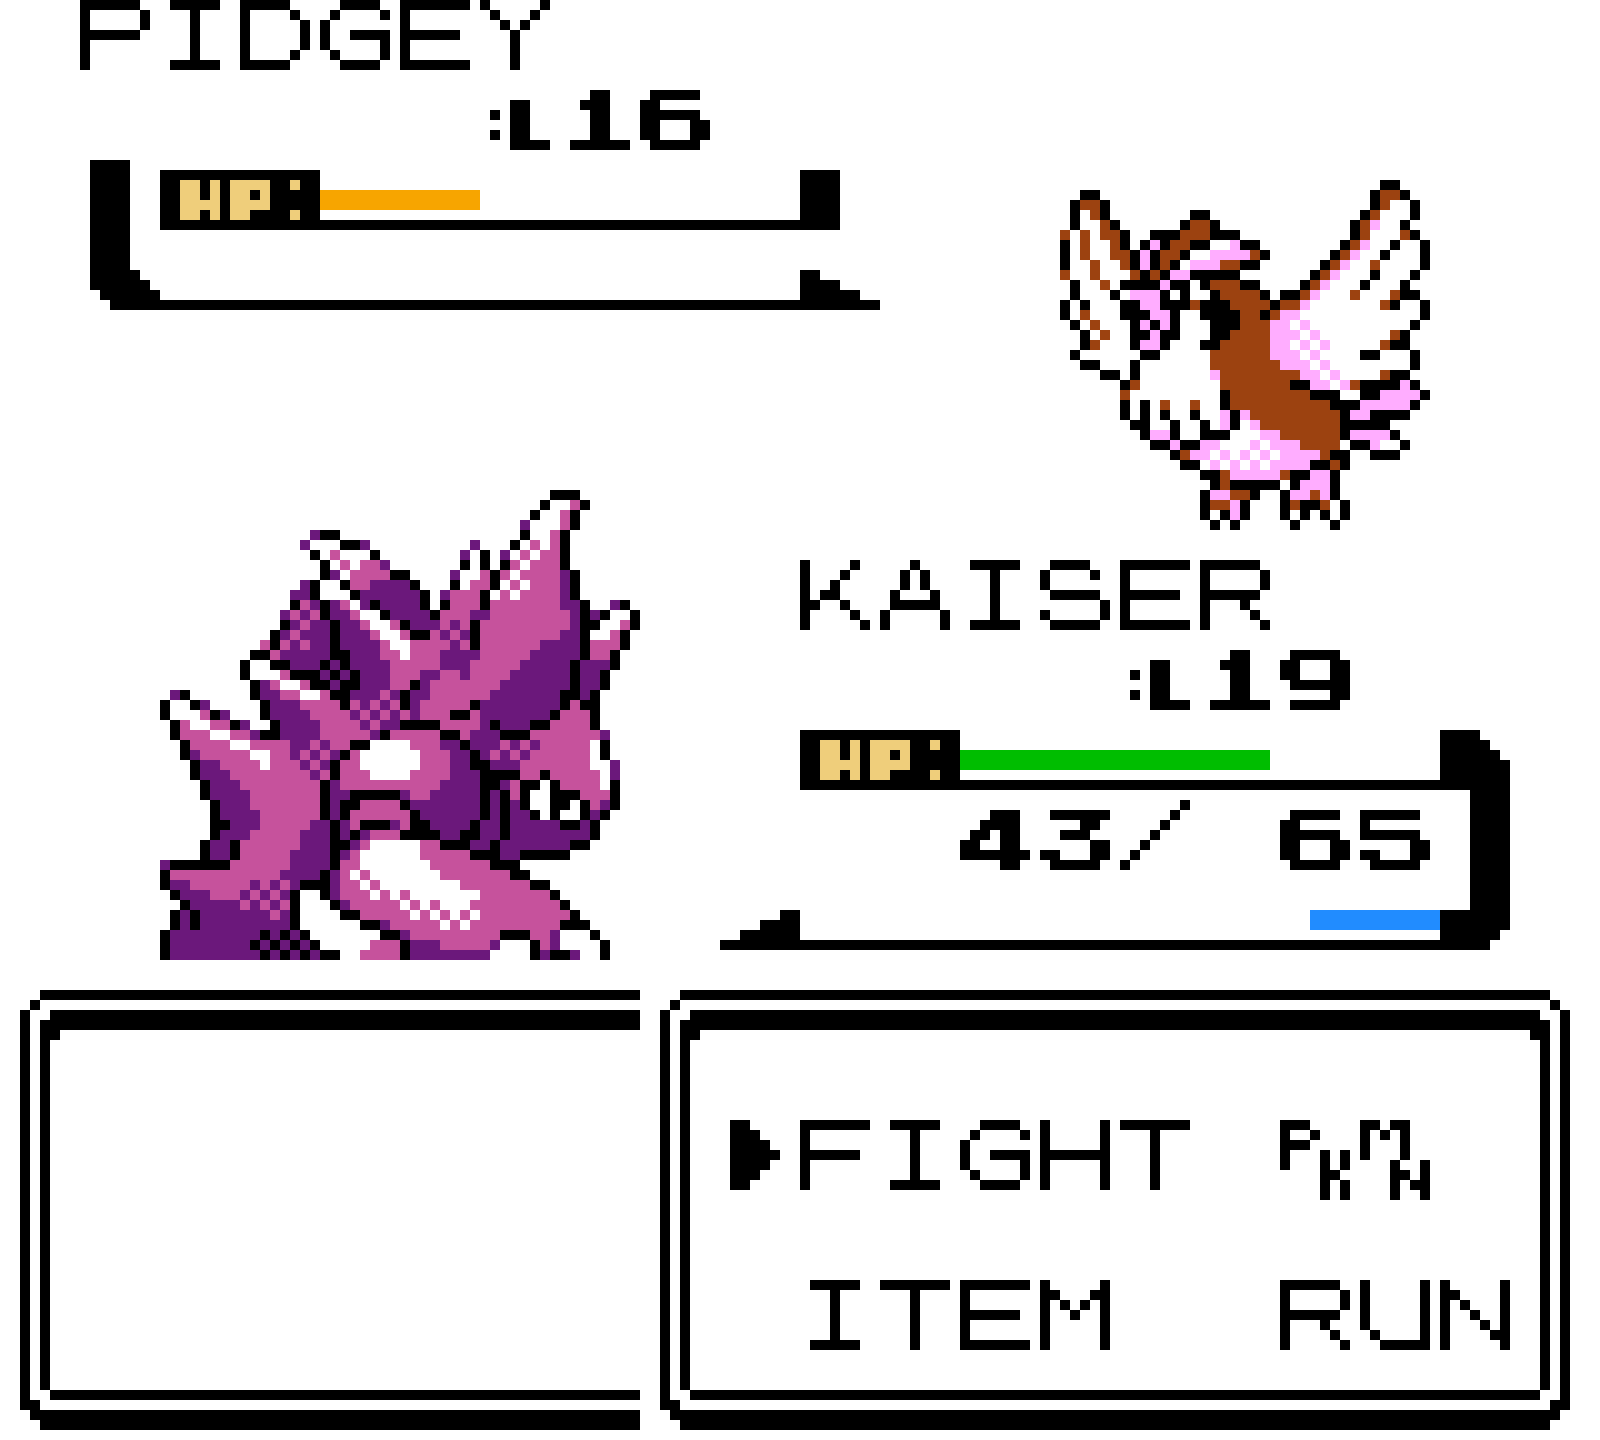 PIDGEY
:L16
HP:
KAISER
:L19
HP:
43/ 65
▶FIGHT PKMN
ITEM RUN